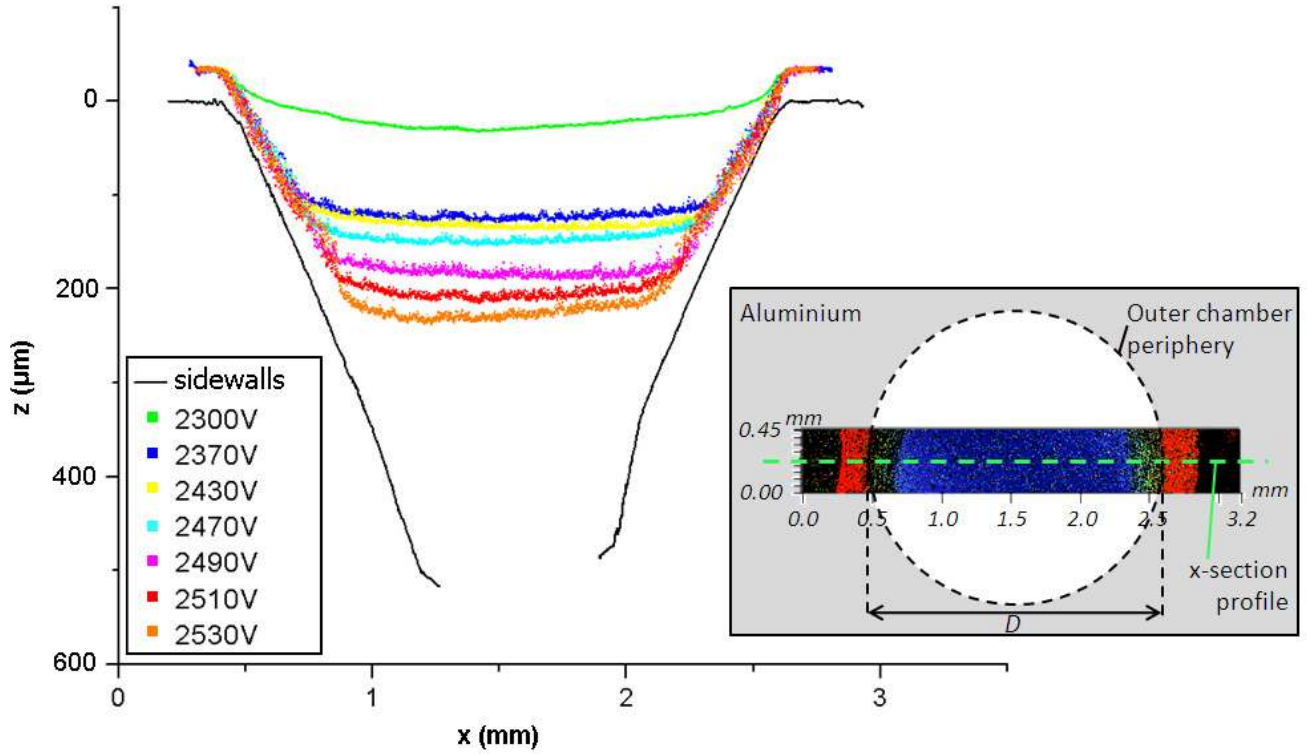 0
200
400
600
z (µm)
0
1
2
3
x (mm)
sidewalls
2300V
2370V
2430V
2470V
2490V
2510V
2530V
Aluminium
Outer chamber
periphery
0.45 mm
0.00
mm
0.0 0.5 1.0 1.5 2.0 2.5 3.2
x-section
profile
D